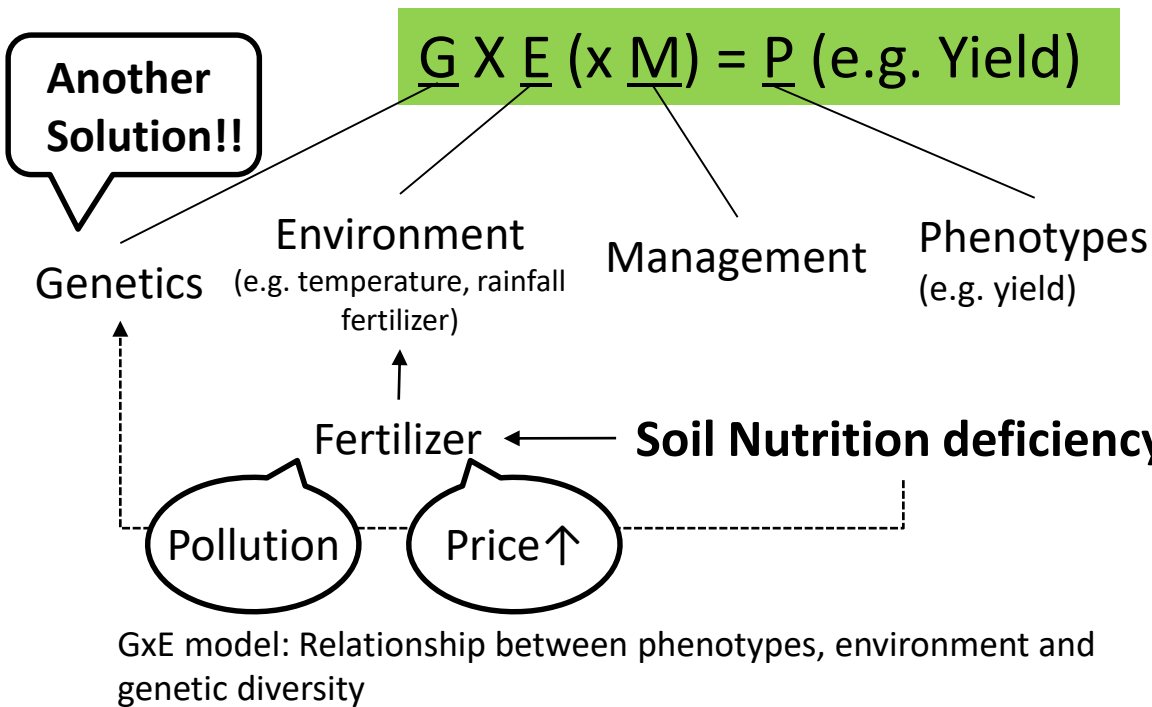 G X E (x M) = P (e.g. Yield)
Another
Solution!!
Genetics
Environment
(e.g. temperature, rainfall
fertilizer)
Management
Phenotypes
(e.g. yield)
Fertilizer
Soil Nutrition deficiency
Pollution
Price↑
GxE model: Relationship between phenotypes, environment and
genetic diversity